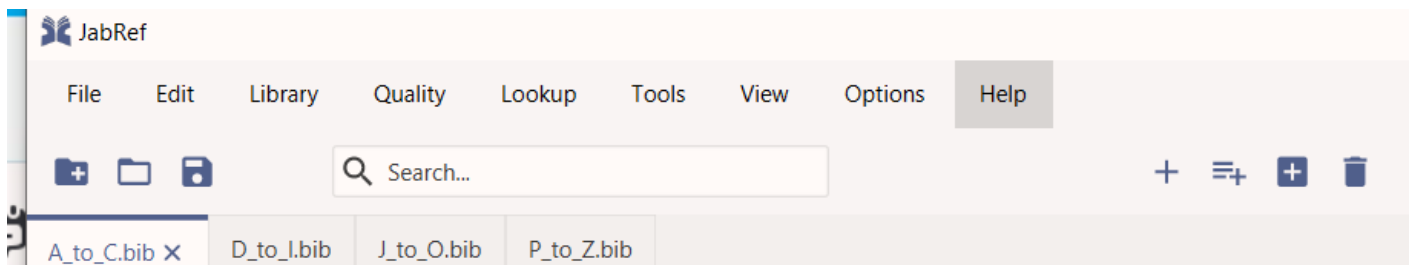 JabRef
File Edit Library Quality Lookup Tools View Options Help
Search...
A_to_C.bib D_to_I.bib J_to_O.bib P_to_Z.bib